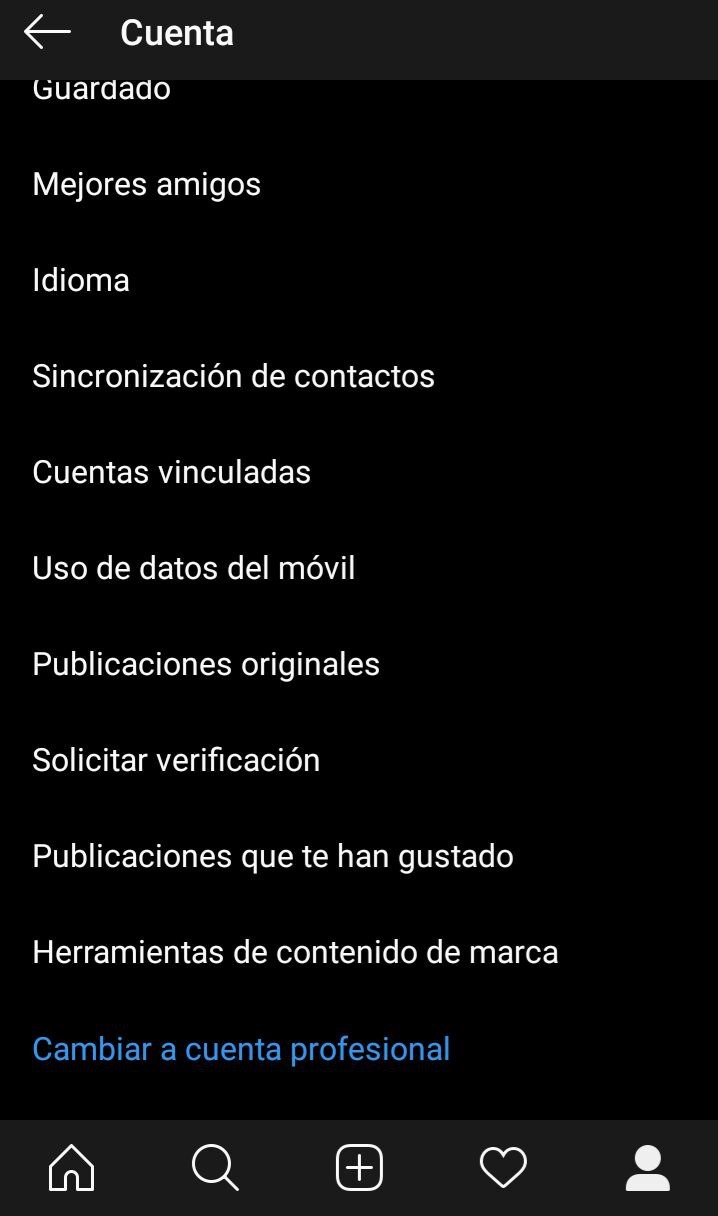 Cuenta
Guardado
Mejores amigos
Idioma
Sincronización de contactos
Cuentas vinculadas
Uso de datos del móvil
Publicaciones originales
Solicitar verificación
Publicaciones que te han gustado
Herramientas de contenido de marca
Cambiar a cuenta profesional